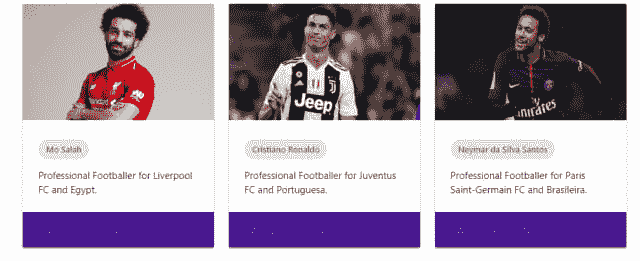 Jeep
Emirates
Mo Salah
Professional Footballer for Liverpool
FC and Egypt.
Cristiano Ronaldo
Professional Footballer for Juventus
FC and Portuguesa.
Neymar da Silva Santos
Professional Footballer for Paris
Saint-Germain FC and Brasileira.